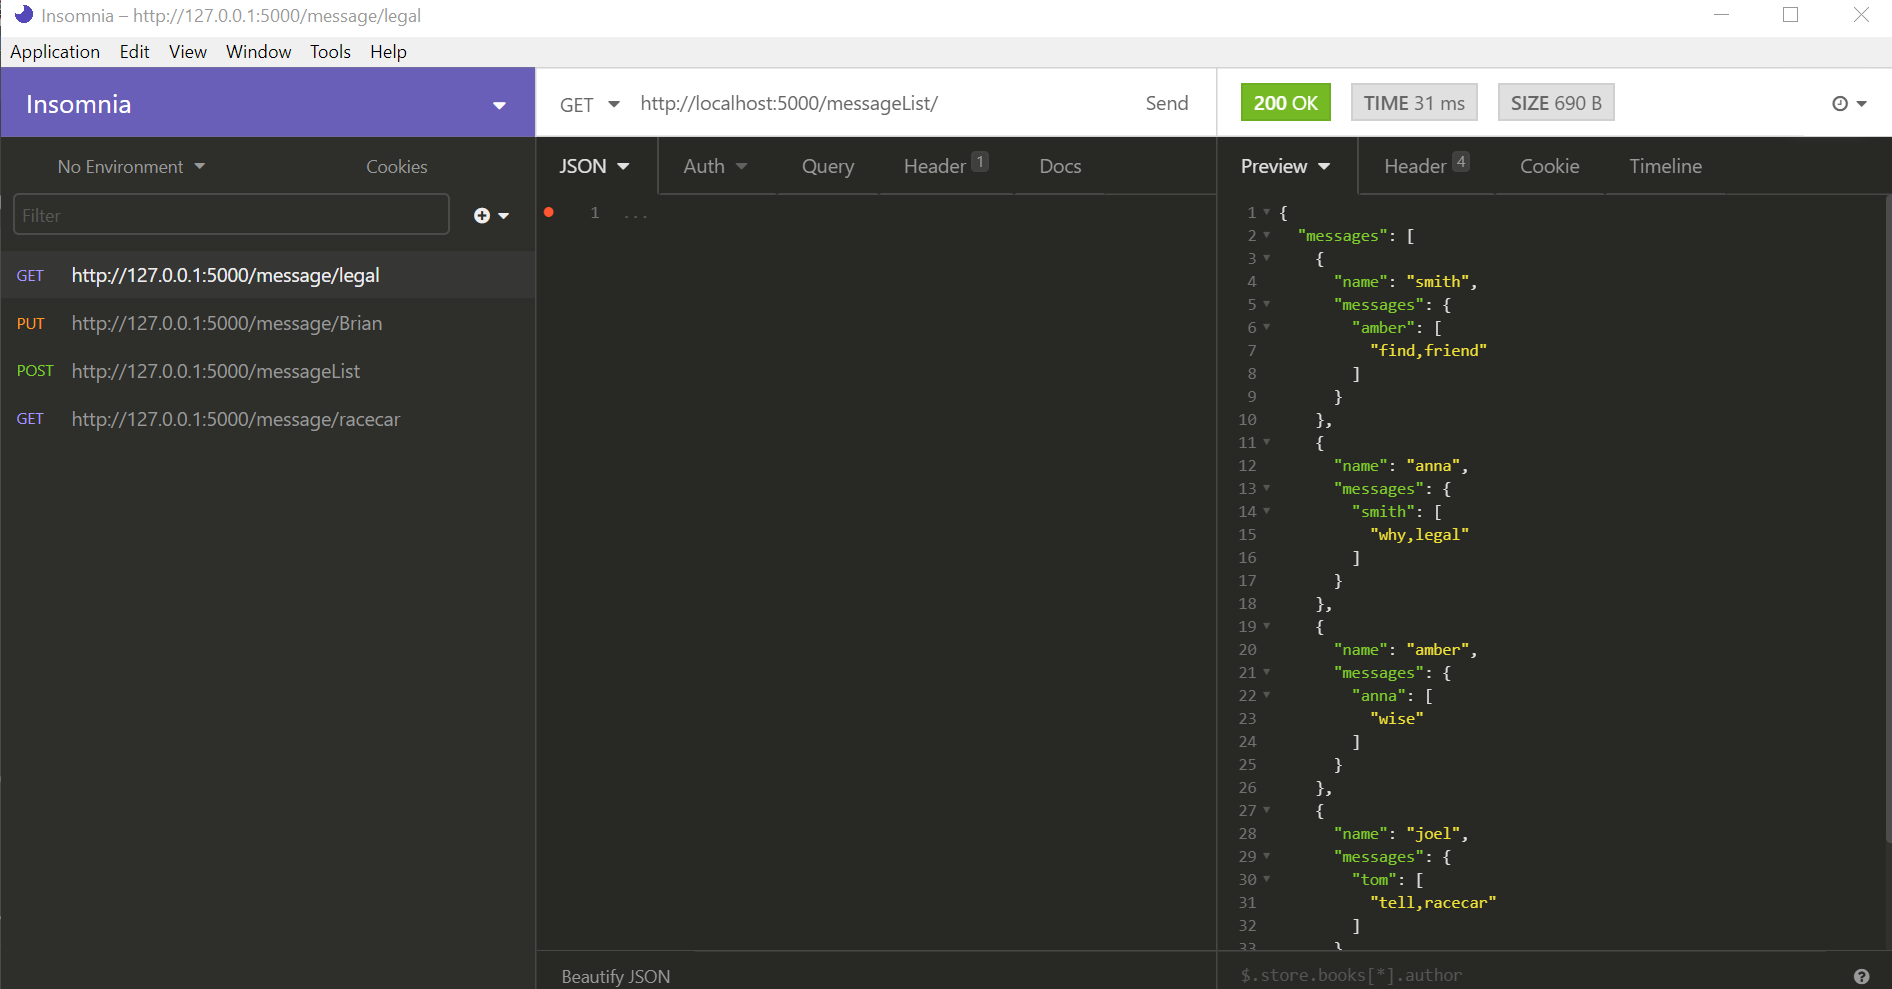 Insomnia – http://127.0.0.1:5000/message/legal
Application Edit View Window Tools Help
Insomnia
No Environment Cookies
Filter
GET http://127.0.0.1:5000/message/legal
PUT http://127.0.0.1:5000/message/Brian
POST http://127.0.0.1:5000/messageList
GET http://127.0.0.1:5000/message/racecar
GET http://localhost:5000/messageList/ Send
JSON Auth Query Header 1 Docs
1 ...
Beautify JSON
200 OK TIME 31 ms SIZE 690 B
Preview Header 4 Cookie Timeline
1 {
2 "messages": [
3 {
4 "name": "smith",
5 "messages": {
6 "amber": [
7 "find,friend"
8 ]
9 }
10 },
11 {
12 "name": "anna",
13 "messages": {
14 "smith": [
15 "why,legal"
16 ]
17 }
18 },
19 {
20 "name": "amber",
21 "messages": {
22 "anna": [
23 "wise"
24 ]
25 }
26 },
27 {
28 "name": "joel",
29 "messages": {
30 "tom": [
31 "tell,racecar"
32 ]
33 }
$.store.books[*].author
?